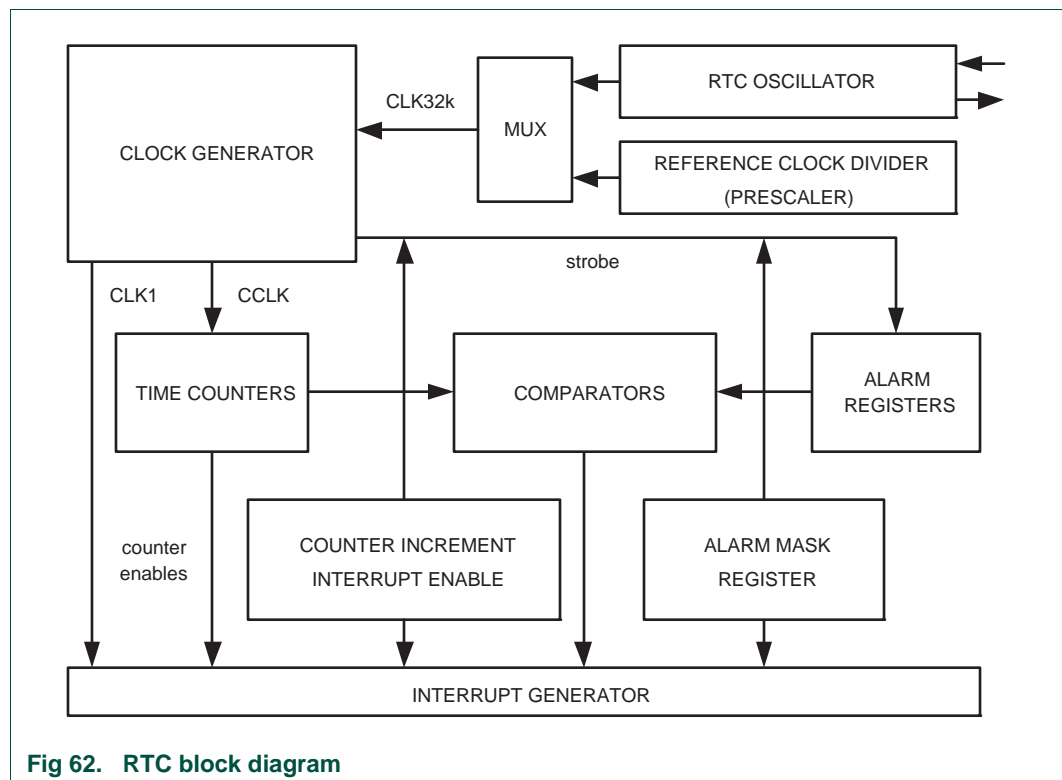 RTC OSCILLATOR
CLK32k
MUX
CLOCK GENERATOR
REFERENCE CLOCK DIVIDER
(PRESCALER)
strobe
CLK1
CCLK
TIME COUNTERS
COMPARATORS
ALARM
REGISTERS
counter
enables
COUNTER INCREMENT
INTERRUPT ENABLE
ALARM MASK
REGISTER
INTERRUPT GENERATOR
Fig 62. RTC block diagram